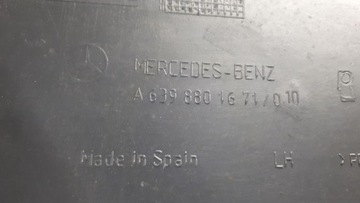 MERCEDES-BENZ
A 639 880 16 71/0 10
Made in Spain LH >P